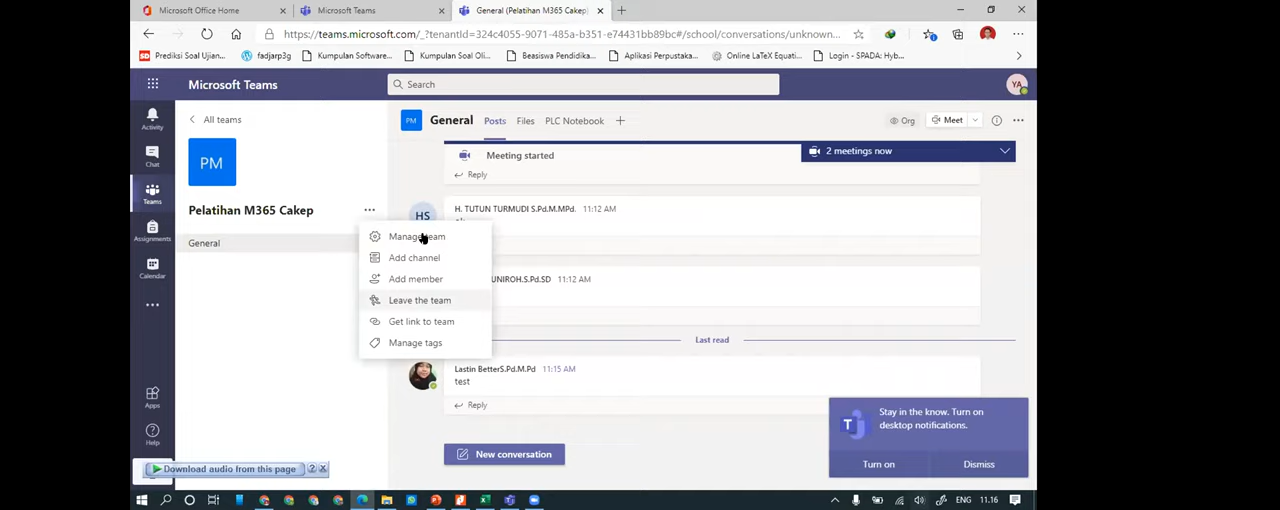 Microsoft Office Home
Microsoft Teams
General (Pelatihan M365 Cakep)
https://teams.microsoft.com/_?tenantId=324c4055-9071-485a-b351-e74431bb89bc#/school/conversations/unknown...
Prediksi Soal Ujian...
fadjarp3g
Kumpulan Software...
Kumpulan Soal Oli...
Beasiswa Pendidika...
Aplikasi Perpustaka...
Online LaTeX Equati...
Login - SPADA: Hyb...
Microsoft Teams
Search
YA
Activity
Chat
Teams
Assignments
Calendar
Apps
Help
All teams
PM
Pelatihan M365 Cakep
General
Manage team
Add channel
Add member
Leave the team
Get link to team
Manage tags
PM
General
Posts
Files
PLC Notebook
Org
Meet
2 meetings now
Meeting started
Reply
HS
H. TUTUN TURMUDI S.Pd.M.MPd.
11:12 AM
UNIROH.S.Pd.SD
11:12 AM
Last read
Lastin BetterS.Pd.M.Pd
11:15 AM
test
Reply
New conversation
Stay in the know. Turn on
desktop notifications.
Turn on
Dismiss
Download audio from this page
ENG
11.16